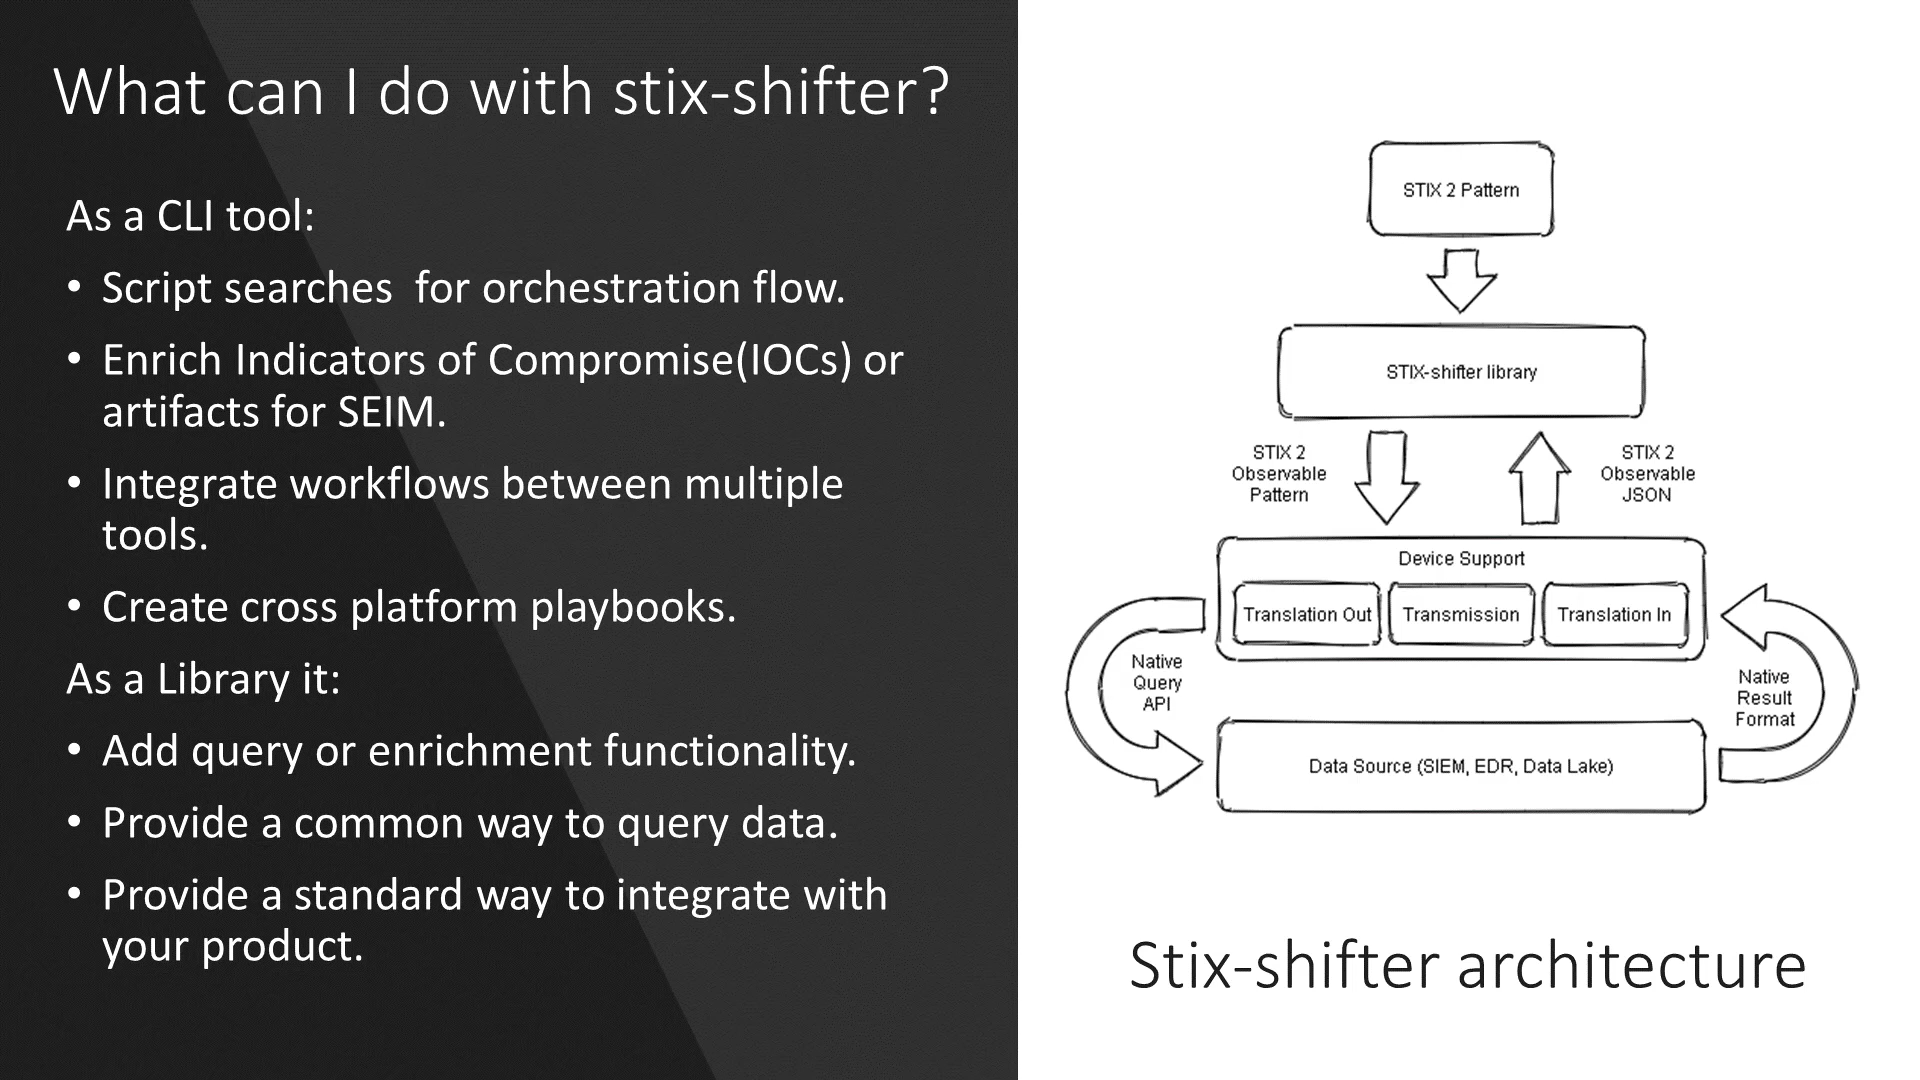 What can I do with stix-shifter?
As a CLI tool:
• Script searches  for orchestration flow.
• Enrich Indicators of Compromise(IOCs) or
artifacts for SEIM.
• Integrate workflows between multiple
tools.
• Create cross platform playbooks.
As a Library it:
• Add query or enrichment functionality.
• Provide a common way to query data.
• Provide a standard way to integrate with
your product.
STIX 2 Pattern
STIX-shifter library
STIX 2
Observable
Pattern
STIX 2
Observable
JSON
Device Support
Translation Out
Transmission
Translation In
Native
Query
API
Native
Result
Format
Data Source (SIEM, EDR, Data Lake)
Stix-shifter architecture